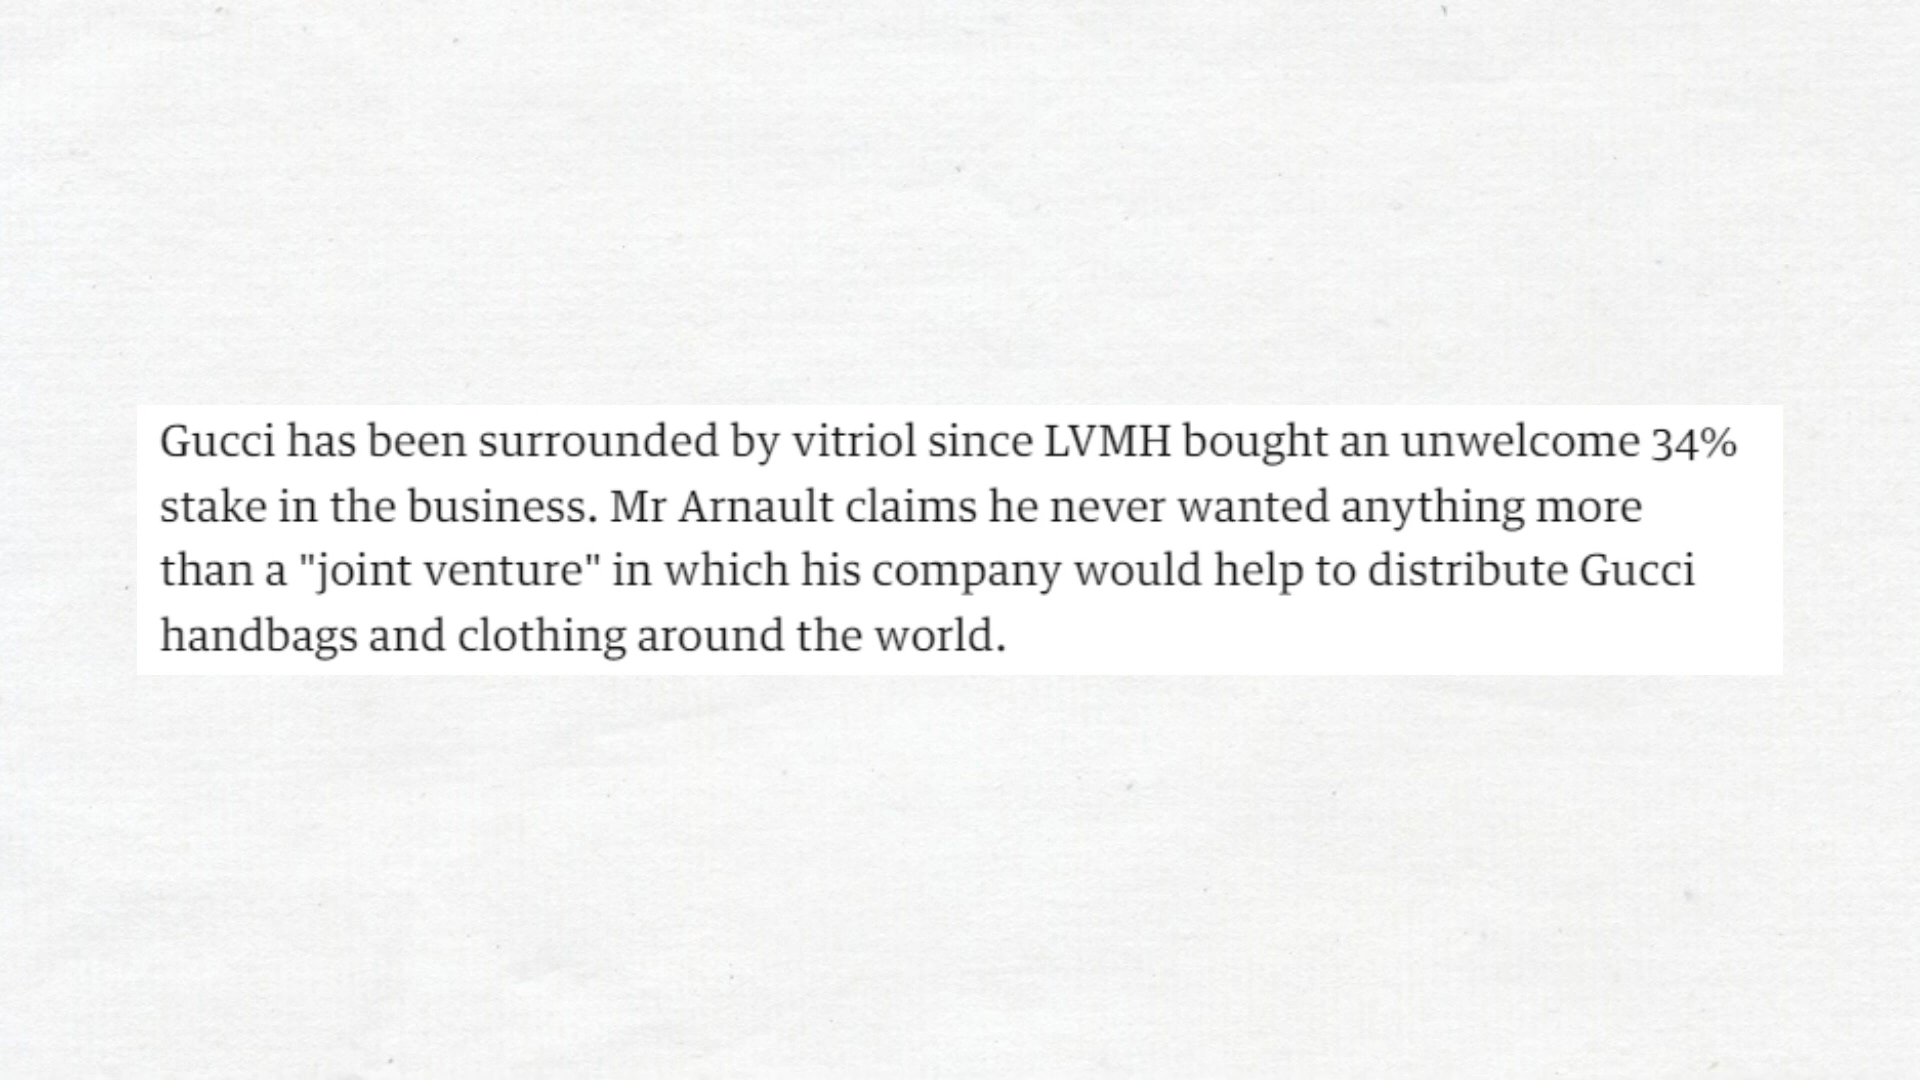 Gucci has been surrounded by vitriol since LVMH bought an unwelcome 34%
stake in the business. Mr Arnault claims he never wanted anything more
than a "joint venture" in which his company would help to distribute Gucci
handbags and clothing around the world.